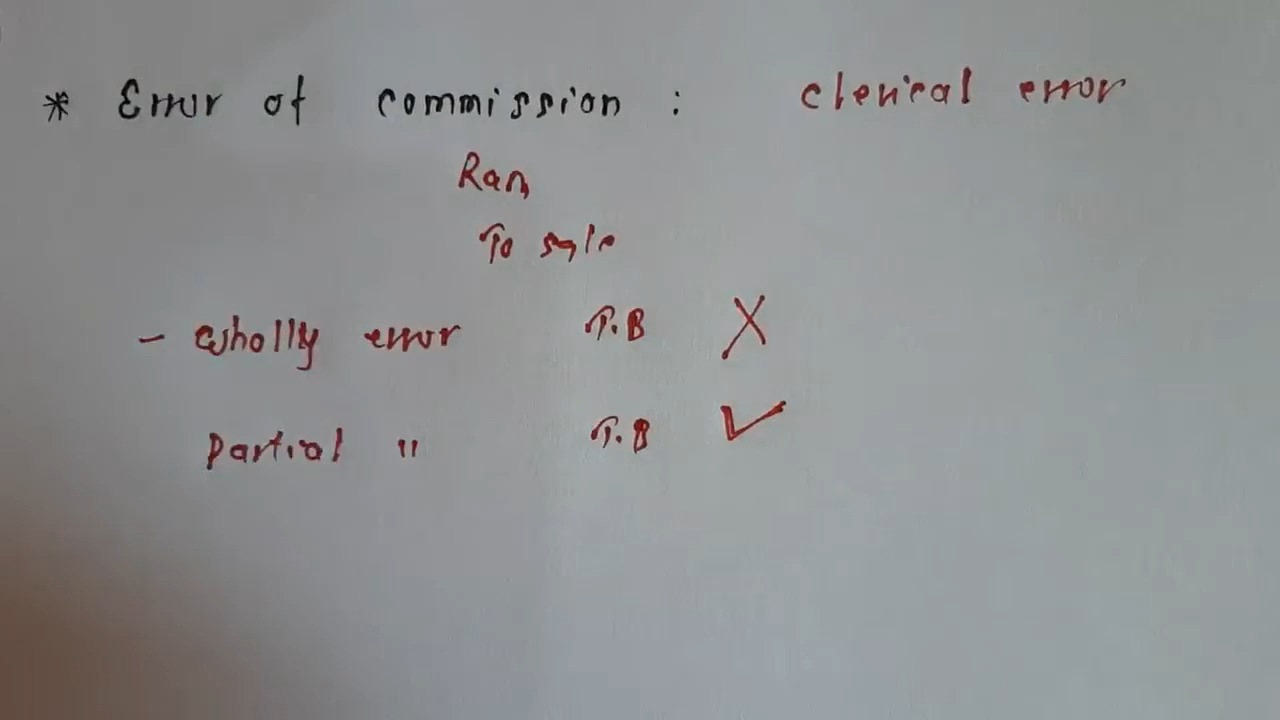 * Error of commission : clerical error
Ram
To sale
- wholly error T.B X
Partial " T.B ✓